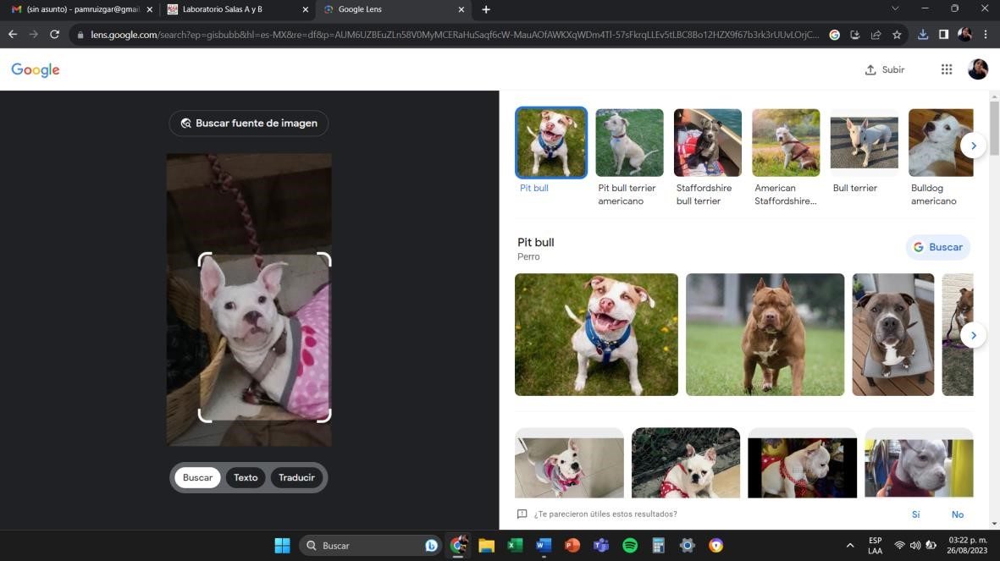 (sin asunto) - pamruizgar@gmail
Laboratorio Salas A y B
Google Lens
lens.google.com/search?ep=gisbubb&hl=es-MX&re=df&p=AUM6UZBEuZLn58V0MyMCERaHuSaqf6cW-MauAOfAWKXqWDm4Tl-57sFkrqLLEv5tLBC8Bo12HZX9f67b3rk3rUUvLOrjC...
Google
Subir
Buscar fuente de imagen
Pit bull
Pit bull terrier
americano
Staffordshire
bull terrier
American
Staffordshire...
Bull terrier
Bulldog
americano
Pit bull
Perro
Buscar
Buscar
Texto
Traducir
¿Te parecieron útiles estos resultados?
Sí
No
Buscar
ESP
LAA
03:22 p. m.
26/08/2023